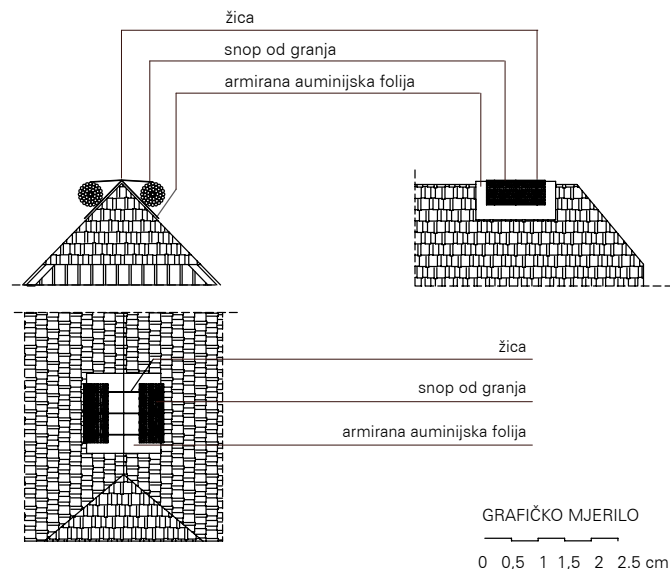 žica
snop od granja
armirana auminijska folija
žica
snop od granja
armirana auminijska folija
GRAFIČKO MJERILO
0 0,5 1 1,5 2 2.5 cm